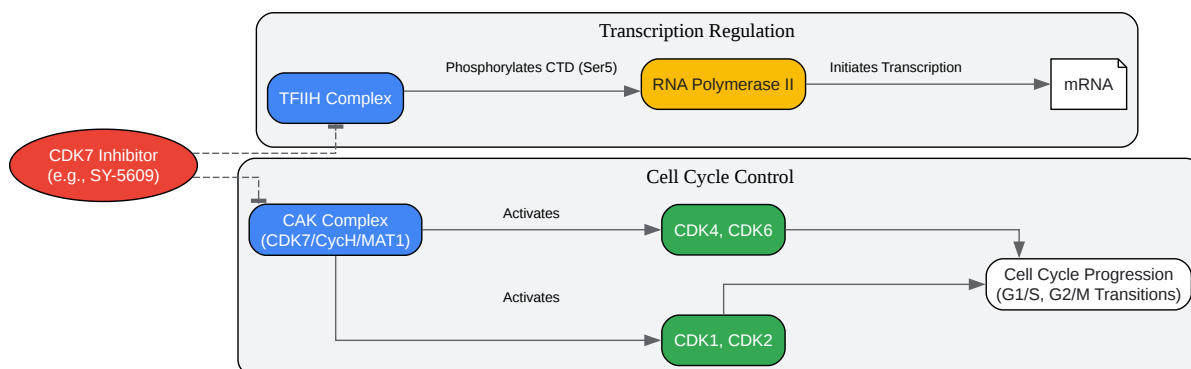 Transcription Regulation
Phosphorylates CTD (Ser5)
Initiates Transcription
TFIIH Complex
RNA Polymerase II
mRNA
CDK7 Inhibitor
(e.g., SY-5609)
Cell Cycle Control
CAK Complex
(CDK7/CycH/MAT1)
Activates
CDK4, CDK6
Cell Cycle Progression
(G1/S, G2/M Transitions)
Activates
CDK1, CDK2